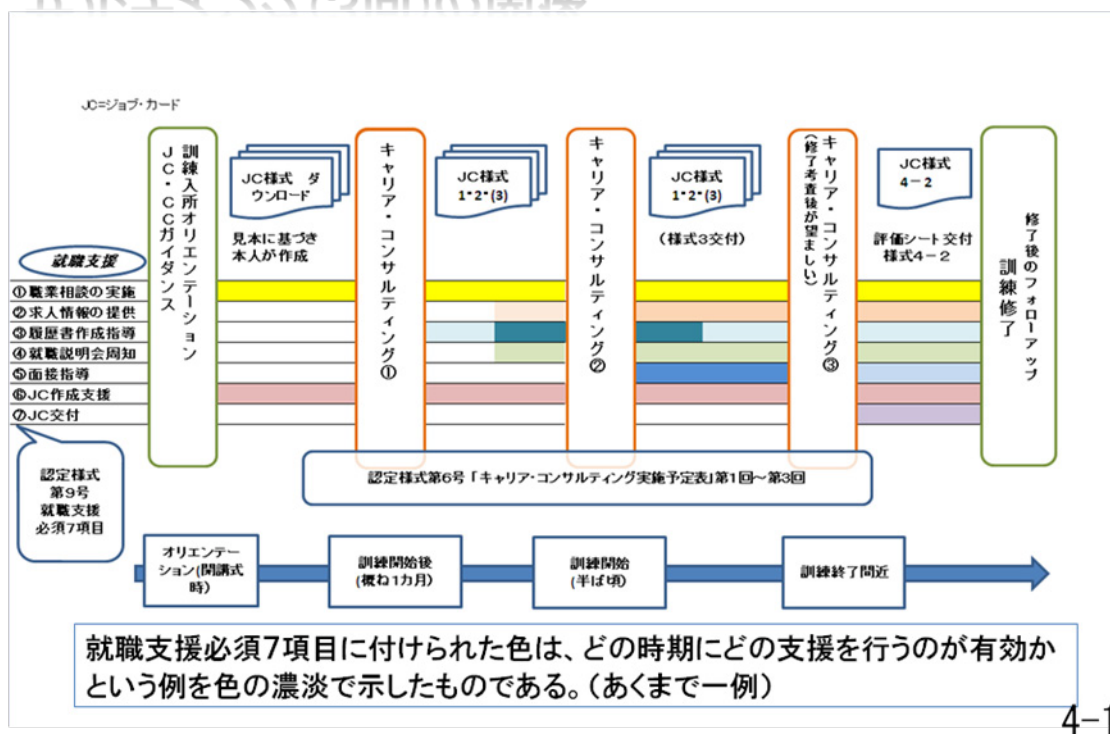 JC=ジョブ・カード
訓練入所オリエンテーション
JC・CCガイダンス
JC様式 ダ
ウンロード
見本に基づき
本人が作成
キャリア・コンサルティング①
JC様式
1・2・(3)
キャリア・コンサルティング②
JC様式
1・2・(3)
(様式3交付)
キャリア・コンサルティング③
(修了考査後が望ましい)
JC様式
4-2
評価シート交付
様式4-2
修了後のフォローアップ
訓練修了
就職支援
①職業相談の実施
②求人情報の提供
③履歴書作成指導
④就職説明会周知
⑤面接指導
⑥JC作成支援
⑦JC交付
認定様式
第9号
就職支援
必須7項目
認定様式第6号「キャリア・コンサルティング実施予定表」第1回～第3回
オリエンテー
ション(開講式
時)
訓練開始後
(概ね1カ月)
訓練開始
(半ば頃)
訓練終了間近
就職支援必須7項目に付けられた色は、どの時期にどの支援を行うのが有効か
という例を色の濃淡で示したものである。(あくまで一例)
4-1